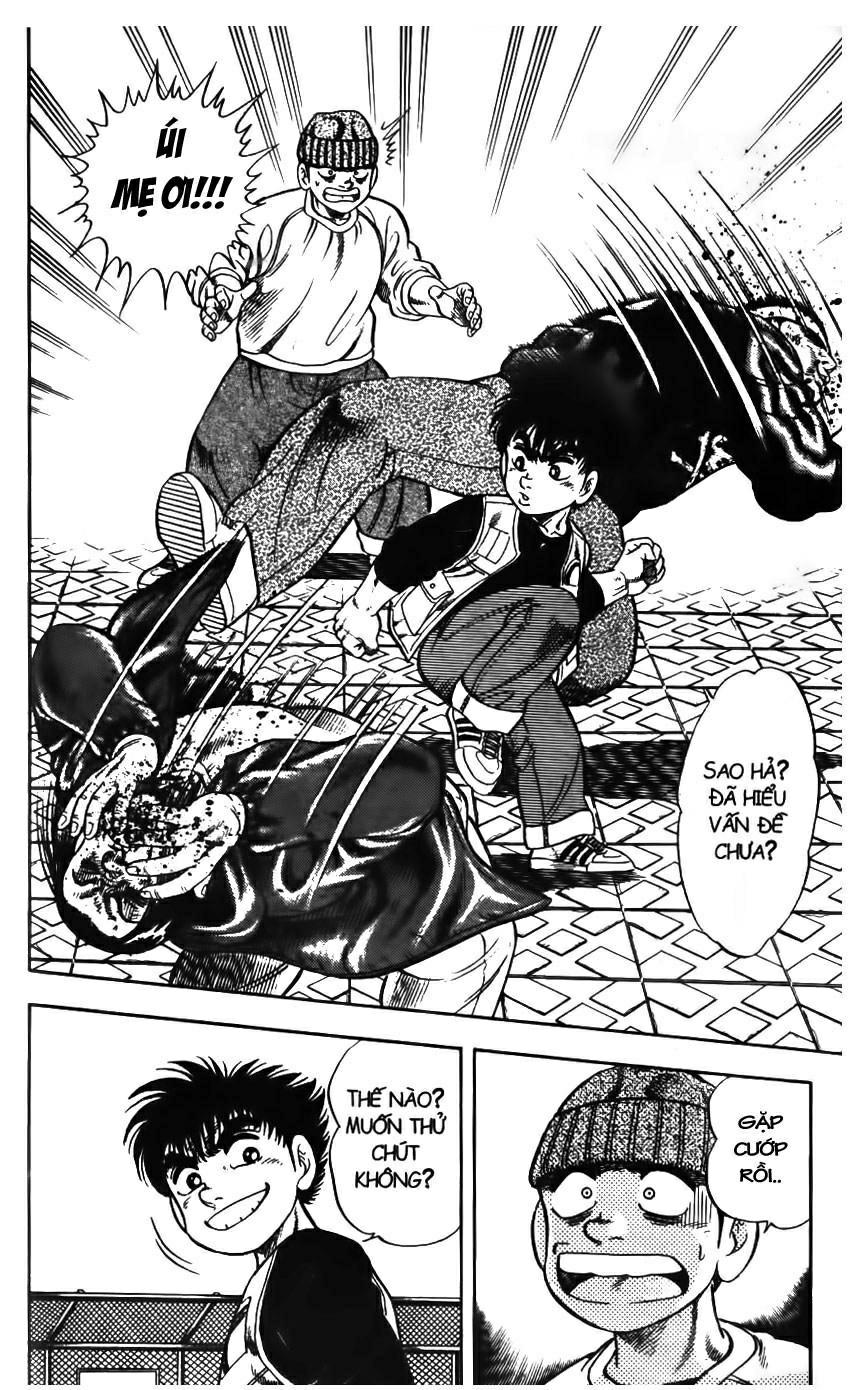 ÚI
MẸ ƠI!!!
SAO HẢ?
ĐÃ HIỂU
VẤN ĐỀ
CHƯA?
THẾ NÀO?
MUỐN THỬ
CHÚT
KHÔNG?
GẶP
CƯỚP
RỒI..